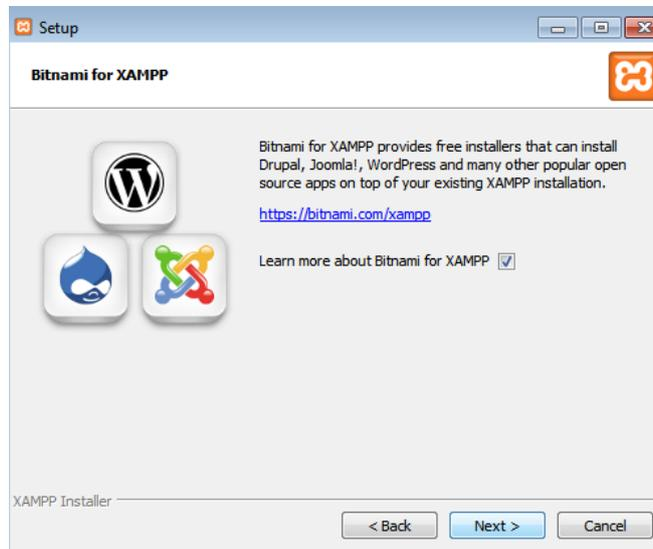 Setup
Bitnami for XAMPP
Bitnami for XAMPP provides free installers that can install
Drupal, Joomla!, WordPress and many other popular open
source apps on top of your existing XAMPP installation.
https://bitnami.com/xampp
Learn more about Bitnami for XAMPP
XAMPP Installer
< Back Next > Cancel